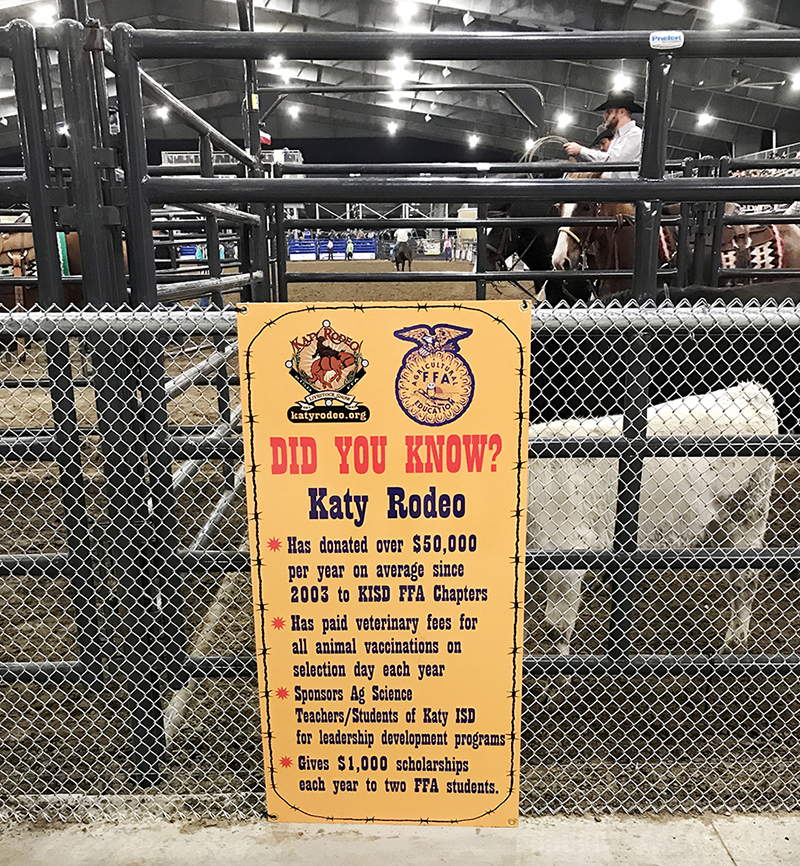 Priefert
KATY RODEO
LIVESTOCK SHOW
katyrodeo.org
AGRICULTURAL
FFA
EDUCATION
DID YOU KNOW?
Katy Rodeo
Has donated over $50,000
per year on average since
2003 to KISD FFA Chapters
Has paid veterinary fees for
all animal vaccinations on
selection day each year
Sponsors Ag Science
Teachers/Students of Katy ISD
for leadership development programs
Gives $1,000 scholarships
each year to two FFA students.